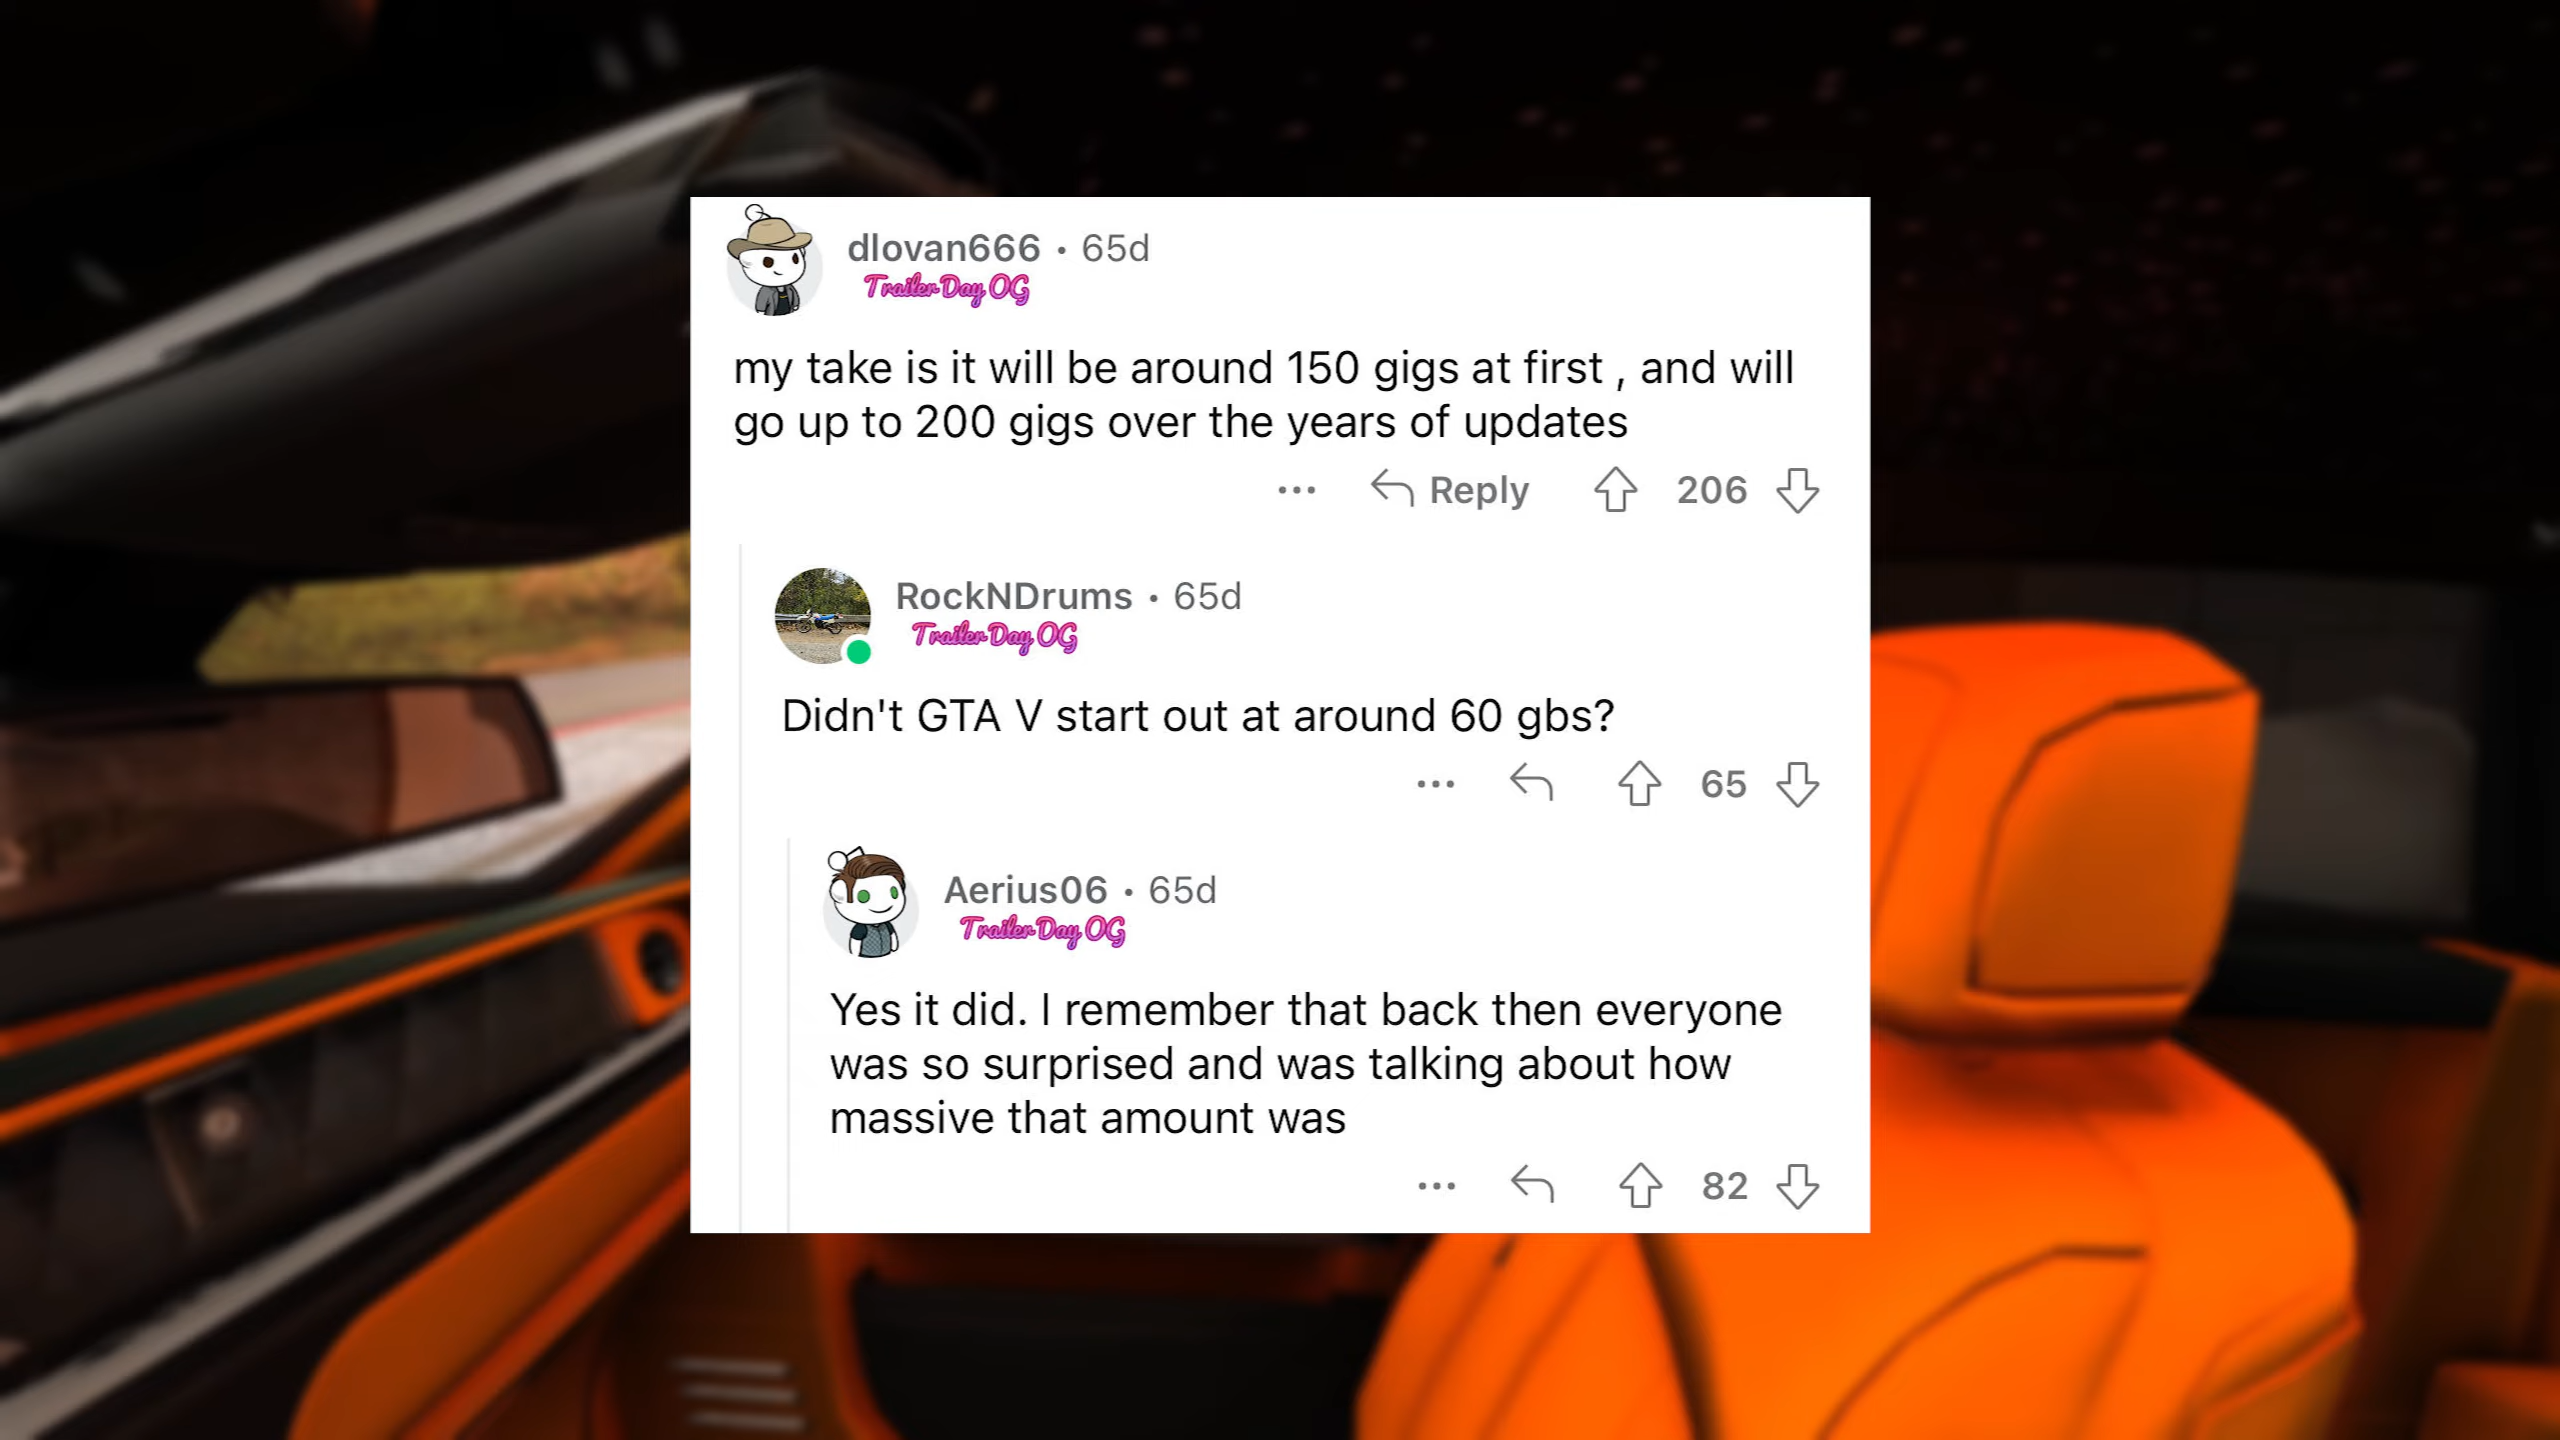 dlovan666 • 65d
Trailer Day OG
my take is it will be around 150 gigs at first , and will
go up to 200 gigs over the years of updates
Reply 206
RockNDrums • 65d
Trailer Day OG
Didn't GTA V start out at around 60 gbs?
65
Aerius06 • 65d
Trailer Day OG
Yes it did. I remember that back then everyone
was so surprised and was talking about how
massive that amount was
82